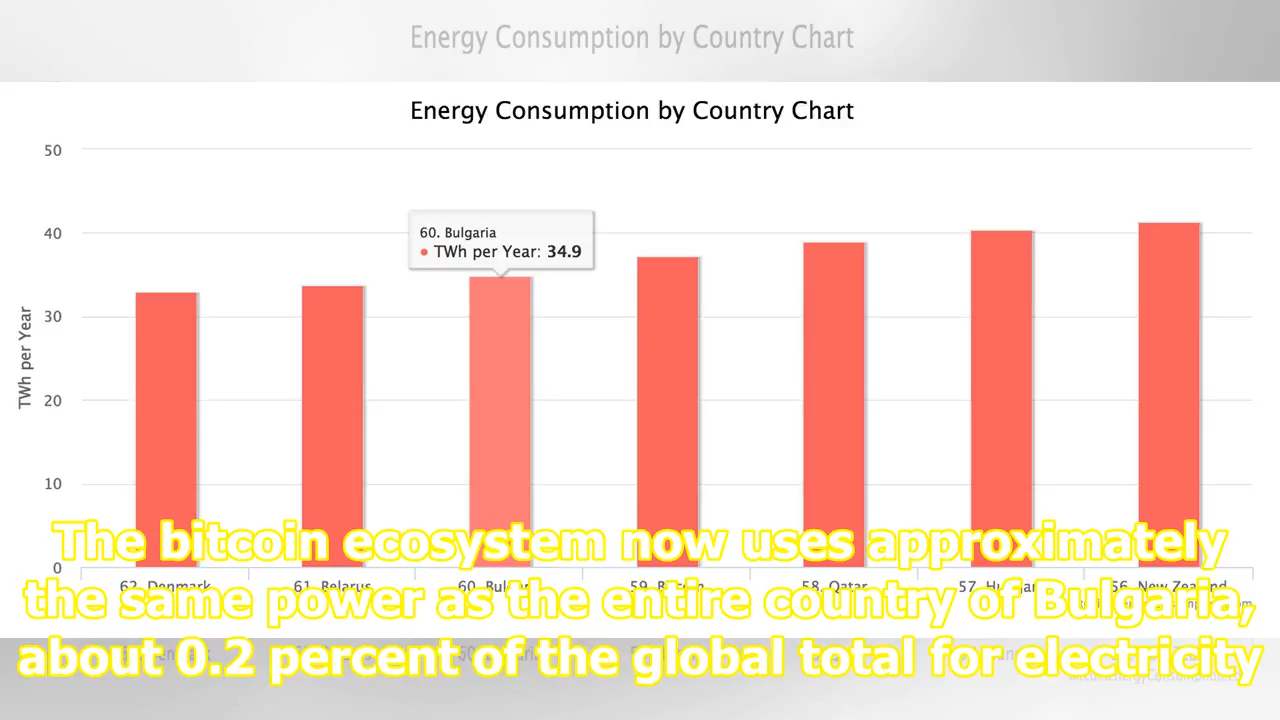 Energy Consumption by Country Chart
Energy Consumption by Country Chart
50
60. Bulgaria
40
TWh per Year: 34.9
30
TWh per Year
20
10
0
The bitcoin ecosystem now uses approximately
62. Denmark 61. Belarus 60. 59. 58. Qatar 57. 56. New Zealand
the same power as the entire country of Bulgaria,
about 0.2 percent of the global total for electricity